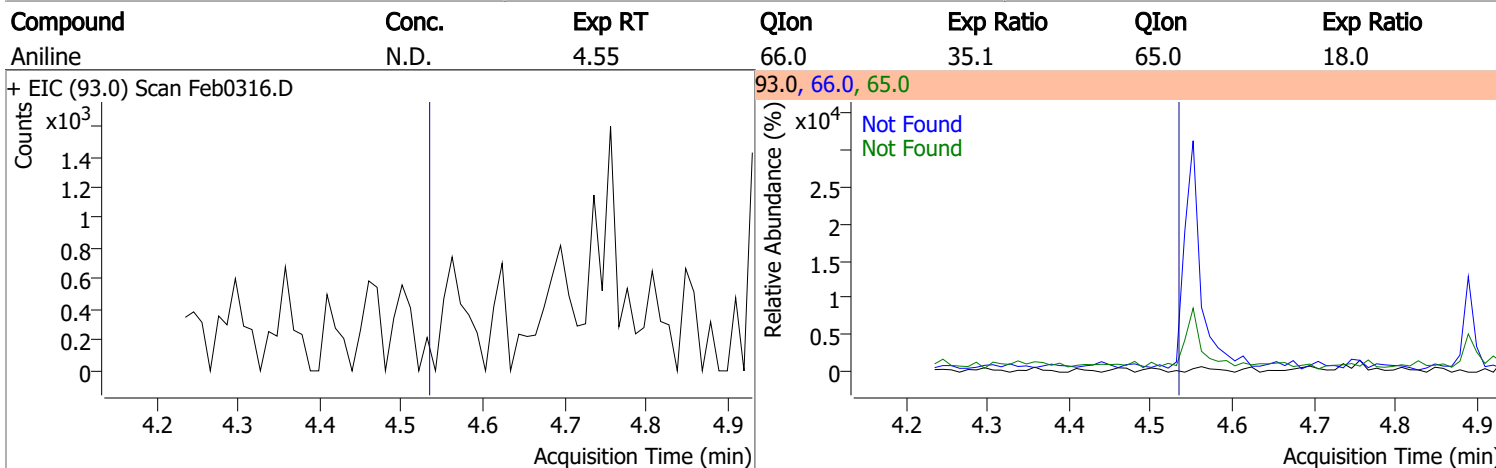 Compound Conc. Exp RT QIon Exp Ratio QIon Exp Ratio
Aniline N.D. 4.55 66.0 35.1 65.0 18.0
+ EIC (93.0) Scan Feb0316.D
Counts
x10³
1.4
1.2
1
0.8
0.6
0.4
0.2
0
4.2 4.3 4.4 4.5 4.6 4.7 4.8 4.9
Acquisition Time (min)
93.0, 66.0, 65.0
Relative Abundance (%)
x10⁴
Not Found
Not Found
2.5
2
1.5
1
0.5
0
4.2 4.3 4.4 4.5 4.6 4.7 4.8 4.9
Acquisition Time (min)